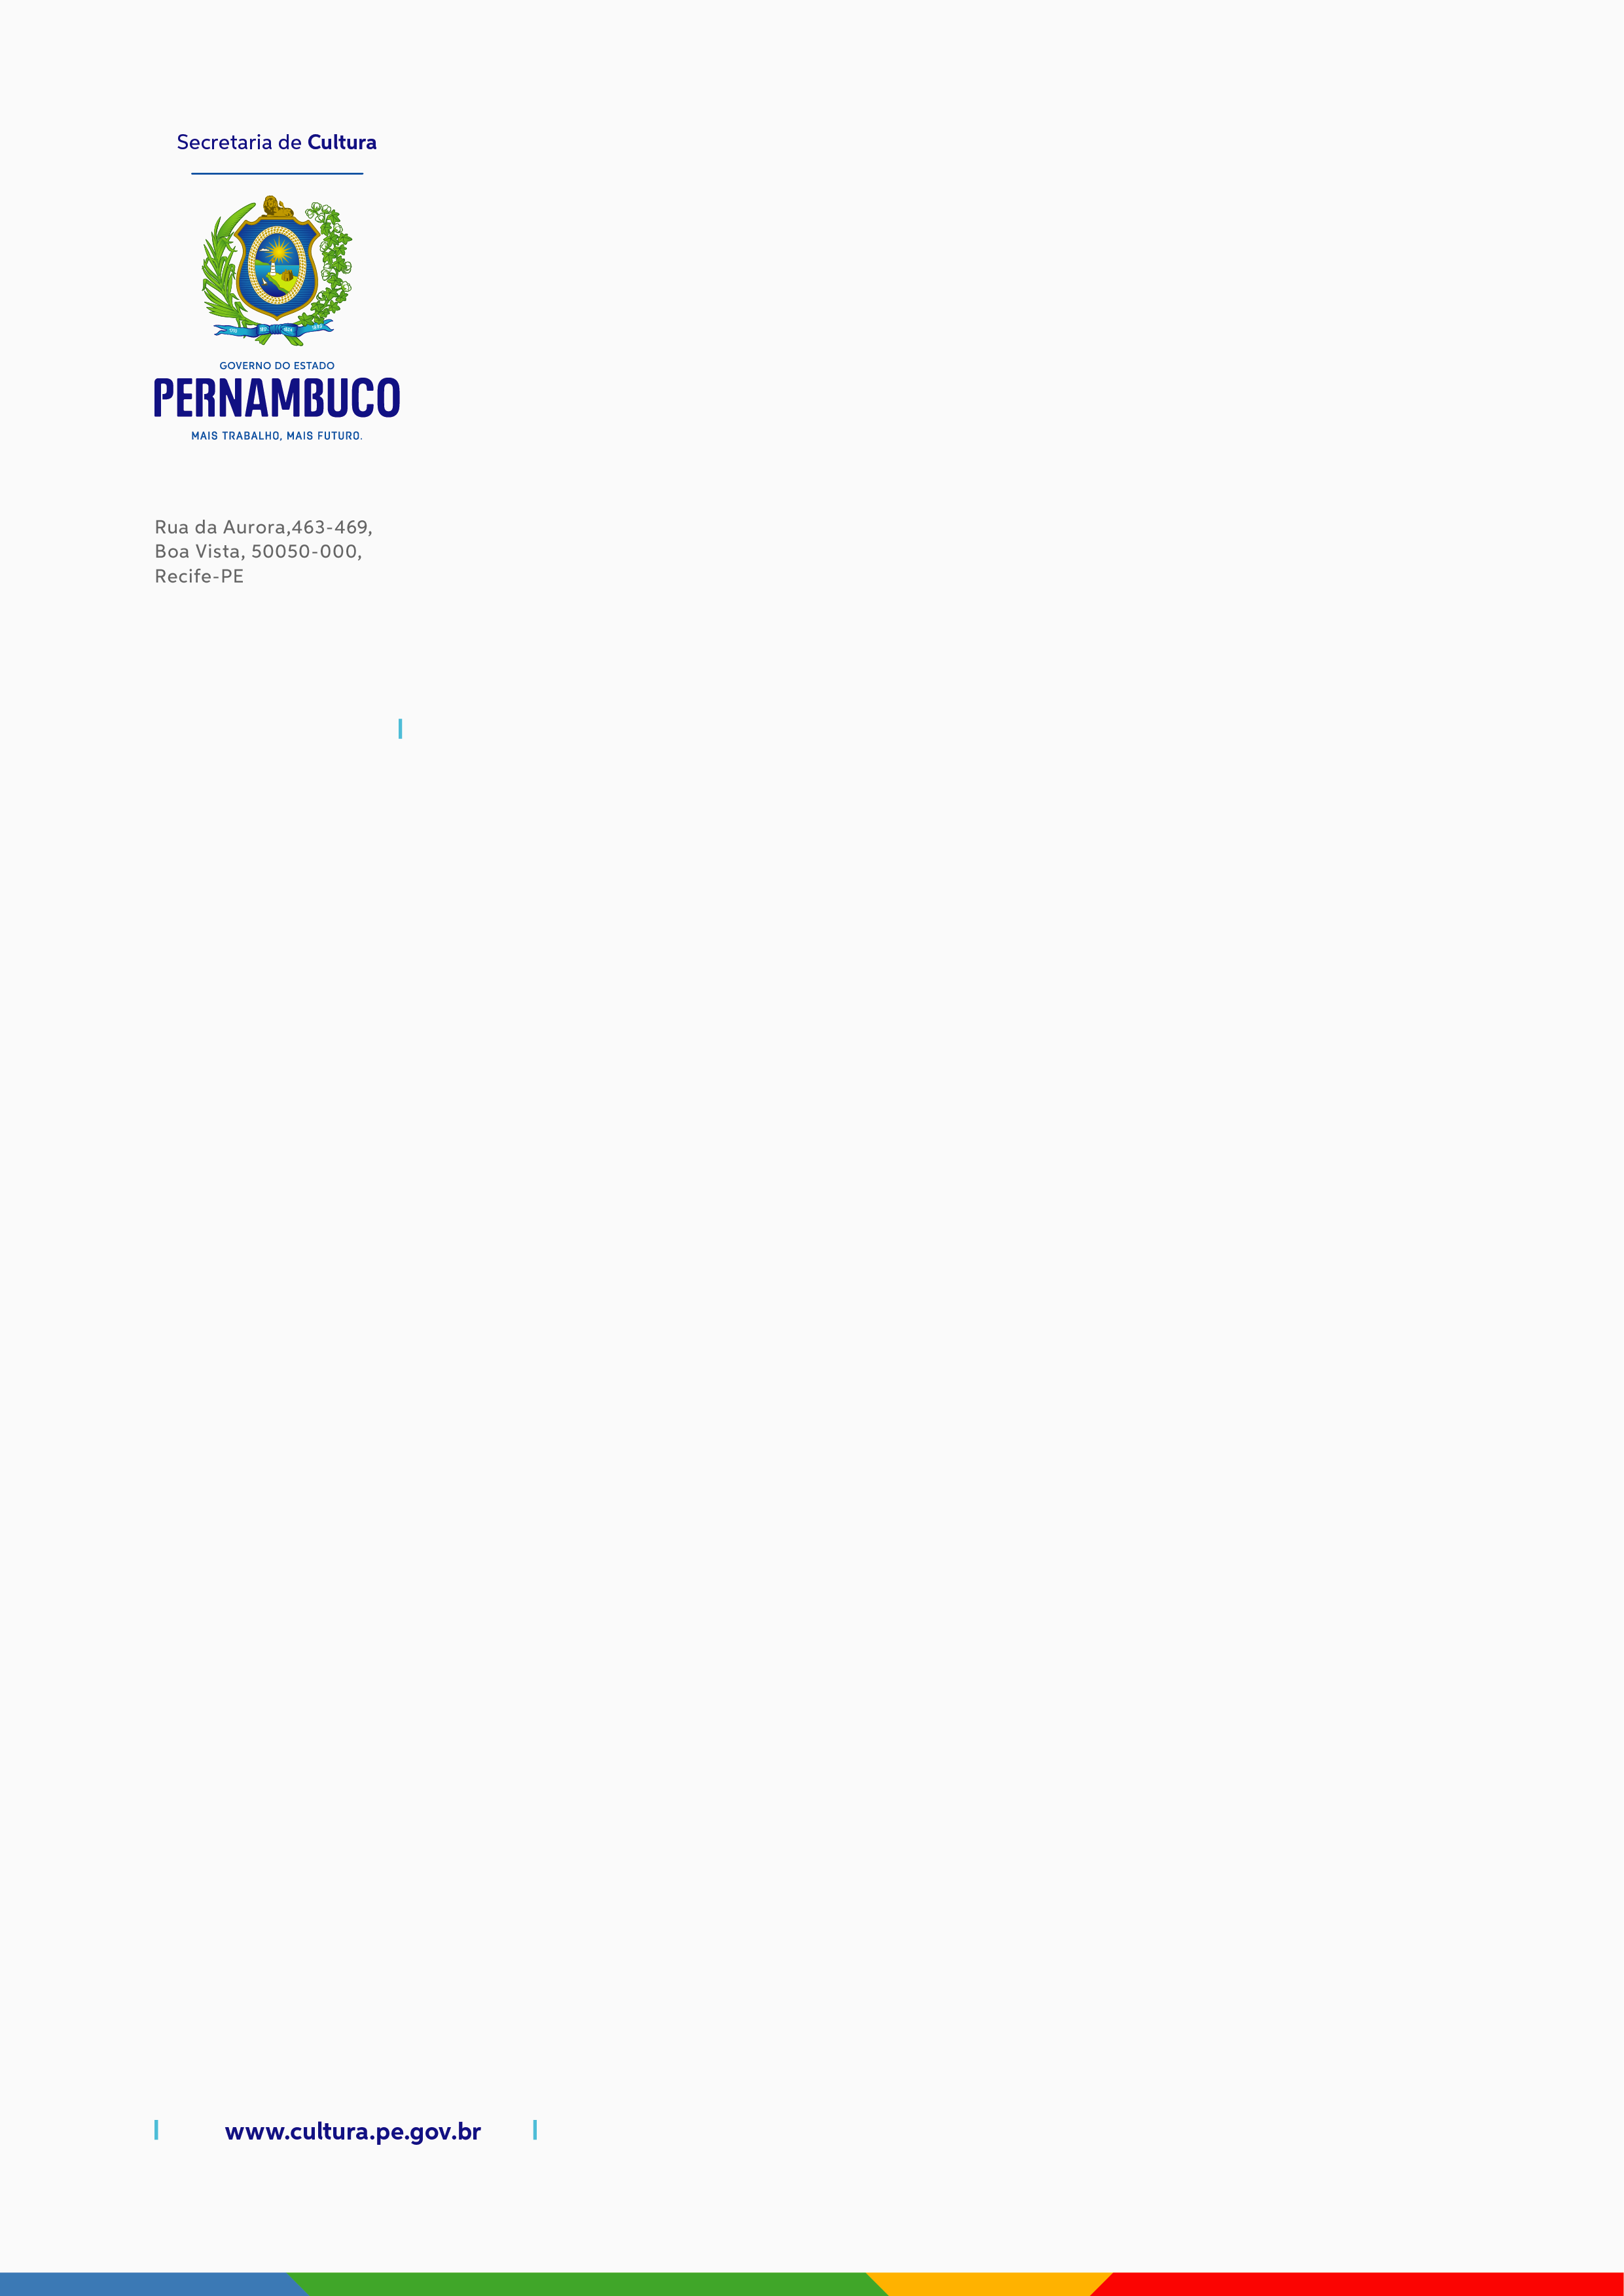 Secretaria de Cultura
GOVERNO DO ESTADO
PERNAMBUCO
MAIS TRABALHO, MAIS FUTURO.
Rua da Aurora,463-469,
Boa Vista, 50050-000,
Recife-PE
www.cultura.pe.gov.br